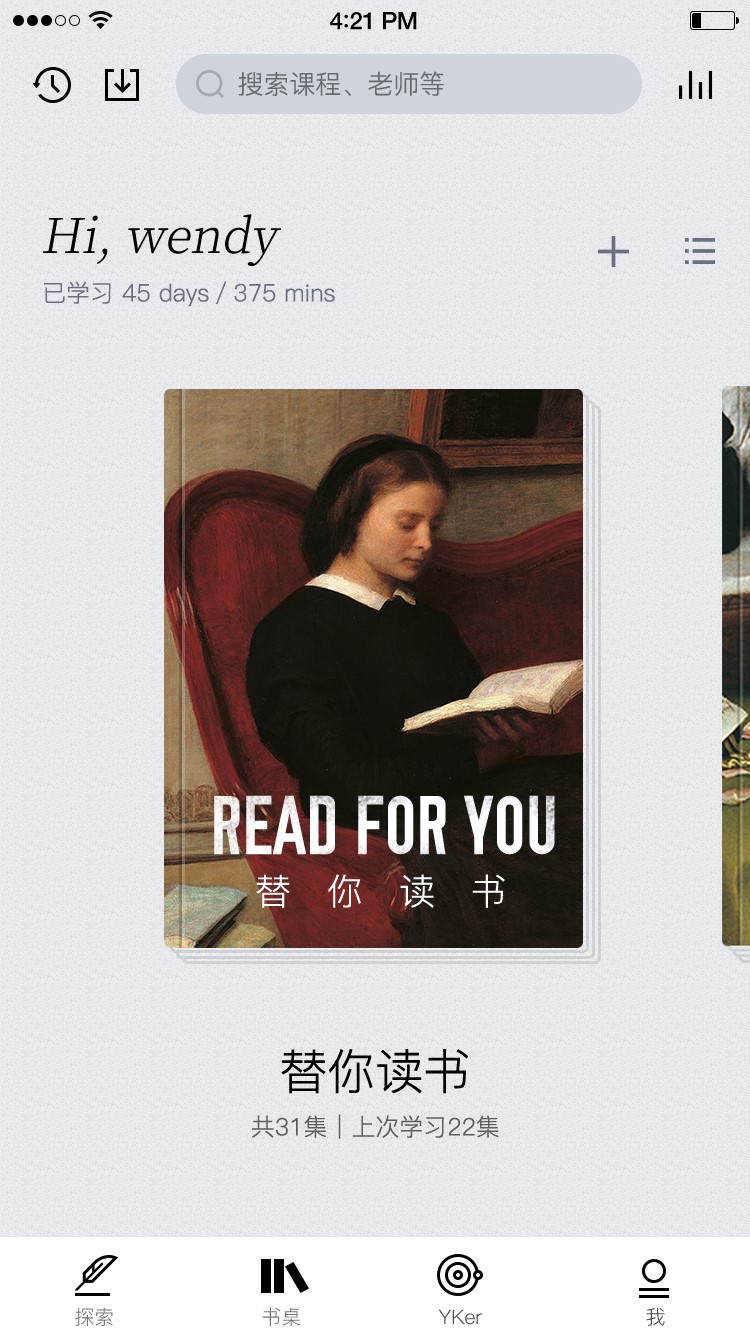 4:21 PM
搜索课程、老师等
Hi, wendy
已学习 45 days / 375 mins
READ FOR YOU
替你读书
替你读书
共31集 | 上次学习22集
探索
书桌
YKer
我